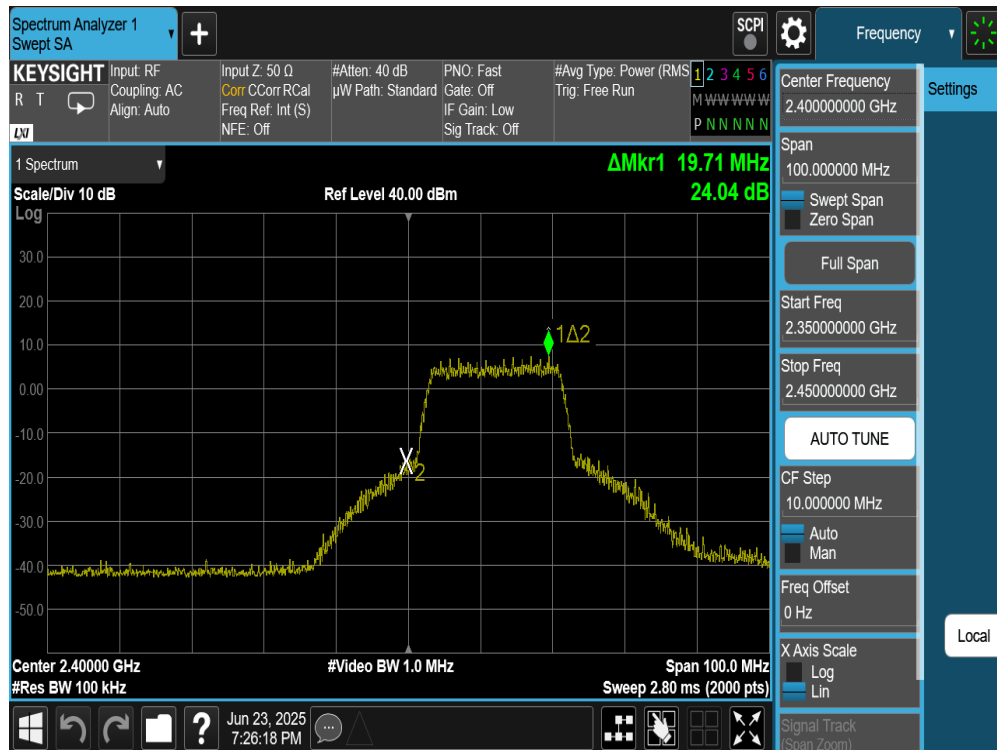 Spectrum Analyzer 1
Swept SA
+
SCPI
Frequency
KEYSIGHT
R T
LXI
Input: RF
Coupling: AC
Align: Auto
Input Z: 50 Ω
Corr CCorr RCal
Freq Ref: Int (S)
NFE: Off
#Atten: 40 dB
µW Path: Standard
PNO: Fast
Gate: Off
IF Gain: Low
Sig Track: Off
#Avg Type: Power (RMS
Trig: Free Run
1 2 3 4 5 6
M W W W W W
P N N N N N
1 Spectrum
ΔMkr1 19.71 MHz
24.04 dB
Scale/Div 10 dB
Ref Level 40.00 dBm
Log
30.0
20.0
10.0
0.00
-10.0
-20.0
-30.0
-40.0
-50.0
1Δ2
X
2
Center 2.40000 GHz
#Video BW 1.0 MHz
Span 100.0 MHz
#Res BW 100 kHz
Sweep 2.80 ms (2000 pts)
Center Frequency
2.400000000 GHz
Settings
Span
100.000000 MHz
Swept Span
Zero Span
Full Span
Start Freq
2.350000000 GHz
Stop Freq
2.450000000 GHz
AUTO TUNE
CF Step
10.000000 MHz
Auto
Man
Freq Offset
0 Hz
Local
X Axis Scale
Log
Lin
Signal Track
(Span Zoom)
?
Jun 23, 2025
7:26:18 PM